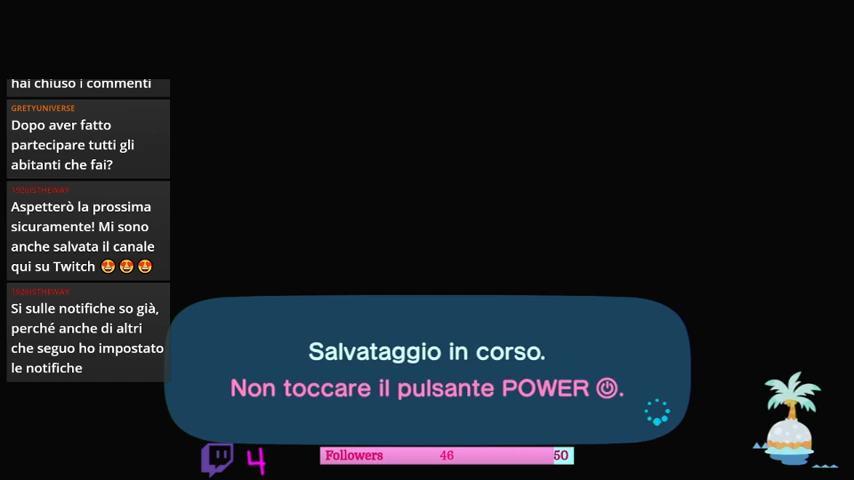 hai chiuso i commenti
GRETYUNIVERSE
Dopo aver fatto
partecipare tutti gli
abitanti che fai?
1926ISTHEWAY
Aspetterò la prossima
sicuramente! Mi sono
anche salvata il canale
qui su Twitch 🤩 🤩 🤩
1926ISTHEWAY
Si sulle notifiche so già,
perché anche di altri
che seguo ho impostato
le notifiche
Salvataggio in corso.
Non toccare il pulsante POWER ⏻.
4
Followers 46 50